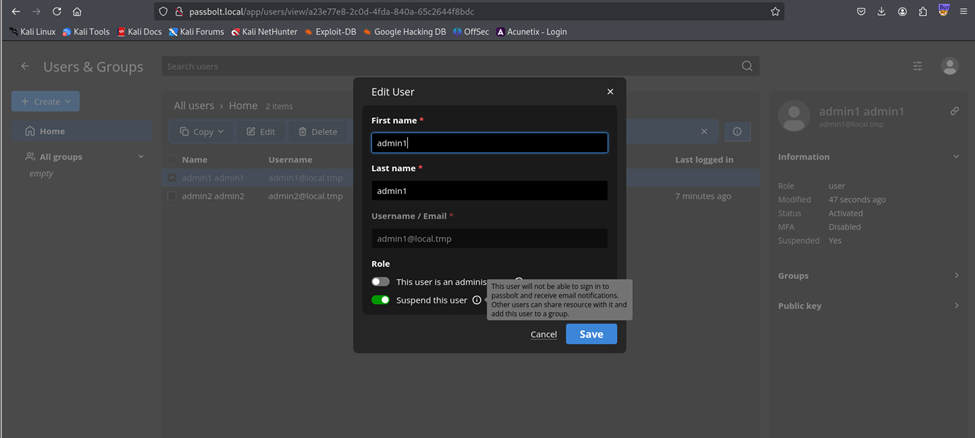 passbolt.local/app/users/view/a23e77e8-2c0d-4fda-840a-65c2644f8bdc
Kali Linux Kali Tools Kali Docs Kali Forums Kali NetHunter Exploit-DB Google Hacking DB OffSec Acunetix - Login
Users & Groups
Search users
+ Create
Home
All groups
empty
All users › Home 2 items
Copy Edit Delete
Name Username Last logged in
admin1 admin1 admin1@local.tmp
admin2 admin2 admin2@local.tmp 7 minutes ago
Edit User
First name *
admin1
Last name *
admin1
Username / Email *
admin1@local.tmp
Role
This user is an adminis
Suspend this user
This user will not be able to sign in to
passbolt and receive email notifications.
Other users can share resource with it and
add this user to a group.
Cancel Save
admin1 admin1
admin1@local.tmp
Information
Role user
Modified 47 seconds ago
Status Activated
MFA Disabled
Suspended Yes
Groups
Public key